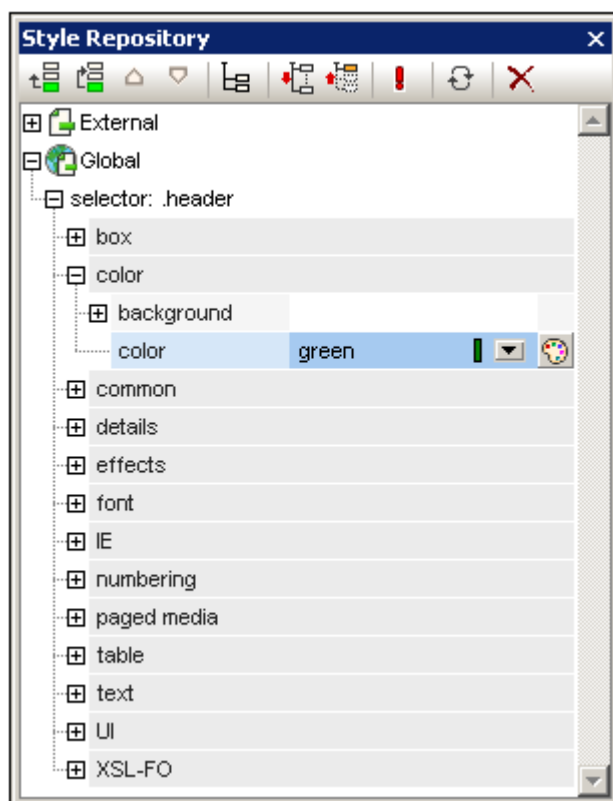 Style Repository
External
Global
selector: .header
box
color
background
color green
common
details
effects
font
IE
numbering
paged media
table
text
UI
XSL-FO